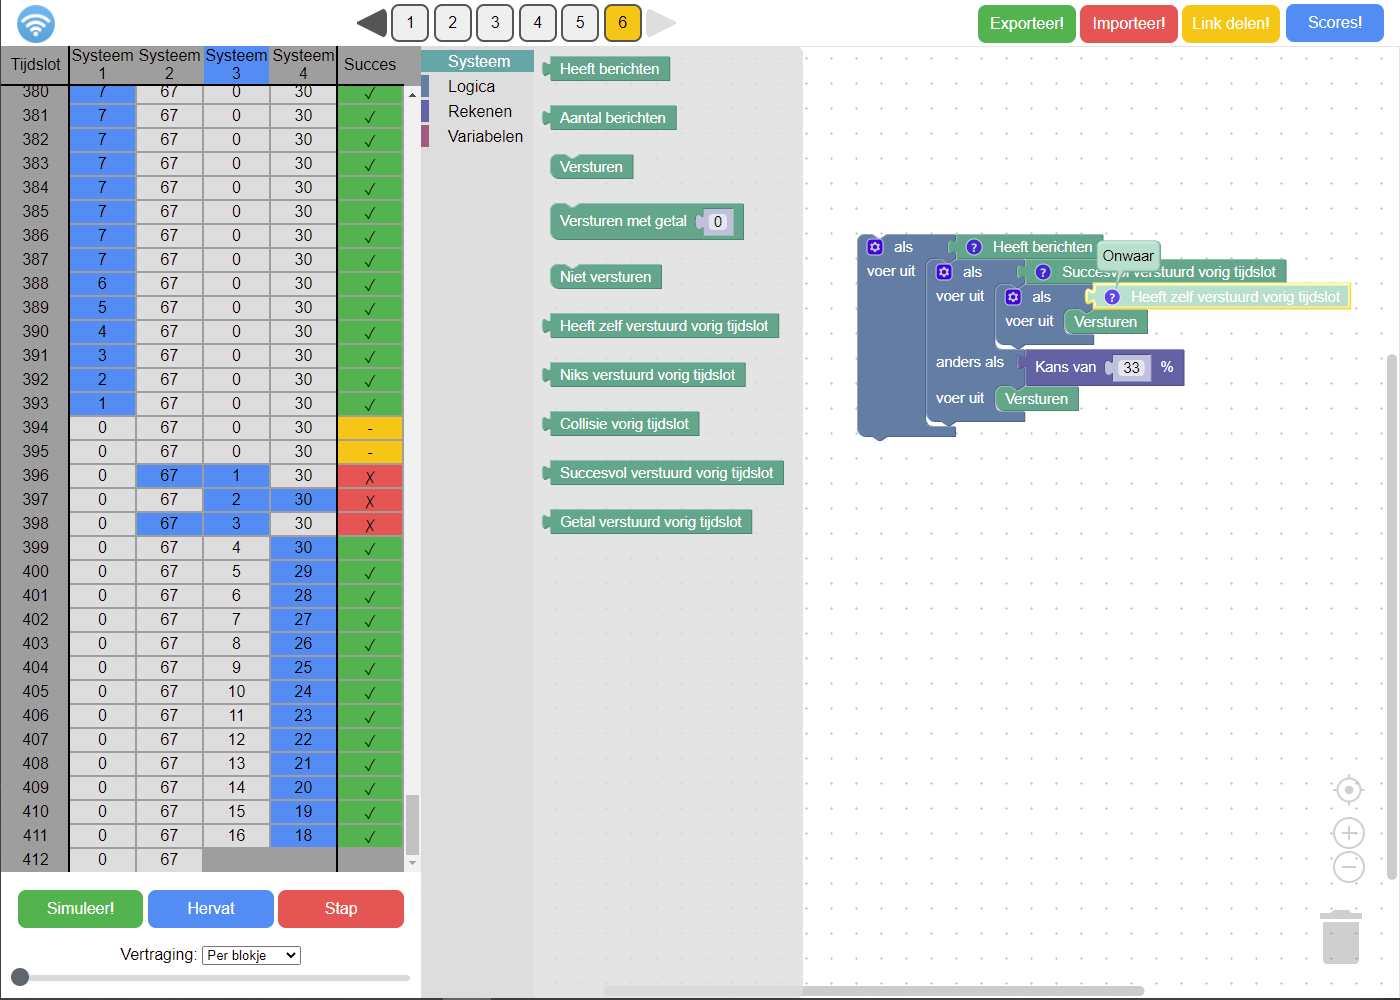 1 2 3 4 5 6
Exporteer! Importeer! Link delen! Scores!
Tijdslot Systeem 1 Systeem 2 Systeem 3 Systeem 4 Succes
380 7 67 0 30 ✓
381 7 67 0 30 ✓
382 7 67 0 30 ✓
383 7 67 0 30 ✓
384 7 67 0 30 ✓
385 7 67 0 30 ✓
386 7 67 0 30 ✓
387 7 67 0 30 ✓
388 6 67 0 30 ✓
389 5 67 0 30 ✓
390 4 67 0 30 ✓
391 3 67 0 30 ✓
392 2 67 0 30 ✓
393 1 67 0 30 ✓
394 0 67 0 30 -
395 0 67 0 30 -
396 0 67 1 30 ✗
397 0 67 2 30 ✗
398 0 67 3 30 ✗
399 0 67 4 30 ✓
400 0 67 5 29 ✓
401 0 67 6 28 ✓
402 0 67 7 27 ✓
403 0 67 8 26 ✓
404 0 67 9 25 ✓
405 0 67 10 24 ✓
406 0 67 11 23 ✓
407 0 67 12 22 ✓
408 0 67 13 21 ✓
409 0 67 14 20 ✓
410 0 67 15 19 ✓
411 0 67 16 18 ✓
412 0 67
Simuleer! Hervat Stap
Vertraging: Per blokje
Systeem
Logica
Rekenen
Variabelen
Heeft berichten
Aantal berichten
Versturen
Versturen met getal 0
Niet versturen
Heeft zelf verstuurd vorig tijdslot
Niks verstuurd vorig tijdslot
Collisie vorig tijdslot
Succesvol verstuurd vorig tijdslot
Getal verstuurd vorig tijdslot
als ? Heeft berichten
Onwaar
voer uit als ? Succesvol verstuurd vorig tijdslot
voer uit als ? Heeft zelf verstuurd vorig tijdslot
voer uit Versturen
anders als Kans van 33 %
voer uit Versturen